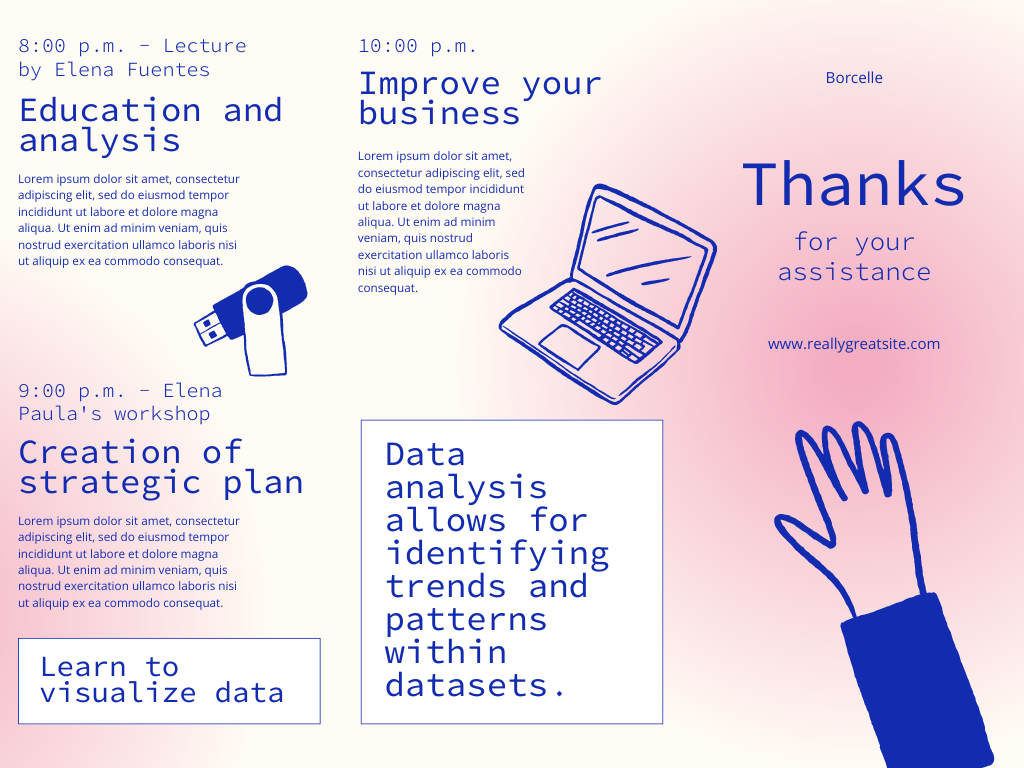 8:00 p.m. – Lecture
by Elena Fuentes
Education and
analysis
Lorem ipsum dolor sit amet, consectetur
adipiscing elit, sed do eiusmod tempor
incididunt ut labore et dolore magna
aliqua. Ut enim ad minim veniam, quis
nostrud exercitation ullamco laboris nisi
ut aliquip ex ea commodo consequat.
9:00 p.m. – Elena
Paula's workshop
Creation of
strategic plan
Lorem ipsum dolor sit amet, consectetur
adipiscing elit, sed do eiusmod tempor
incididunt ut labore et dolore magna
aliqua. Ut enim ad minim veniam, quis
nostrud exercitation ullamco laboris nisi
ut aliquip ex ea commodo consequat.
Learn to
visualize data
10:00 p.m.
Improve your
business
Lorem ipsum dolor sit amet,
consectetur adipiscing elit, sed
do eiusmod tempor incididunt
ut labore et dolore magna
aliqua. Ut enim ad minim
veniam, quis nostrud
exercitation ullamco laboris
nisi ut aliquip ex ea commodo
consequat.
Data
analysis
allows for
identifying
trends and
patterns
within
datasets.
Borcelle
Thanks
for your
assistance
www.reallygreatsite.com